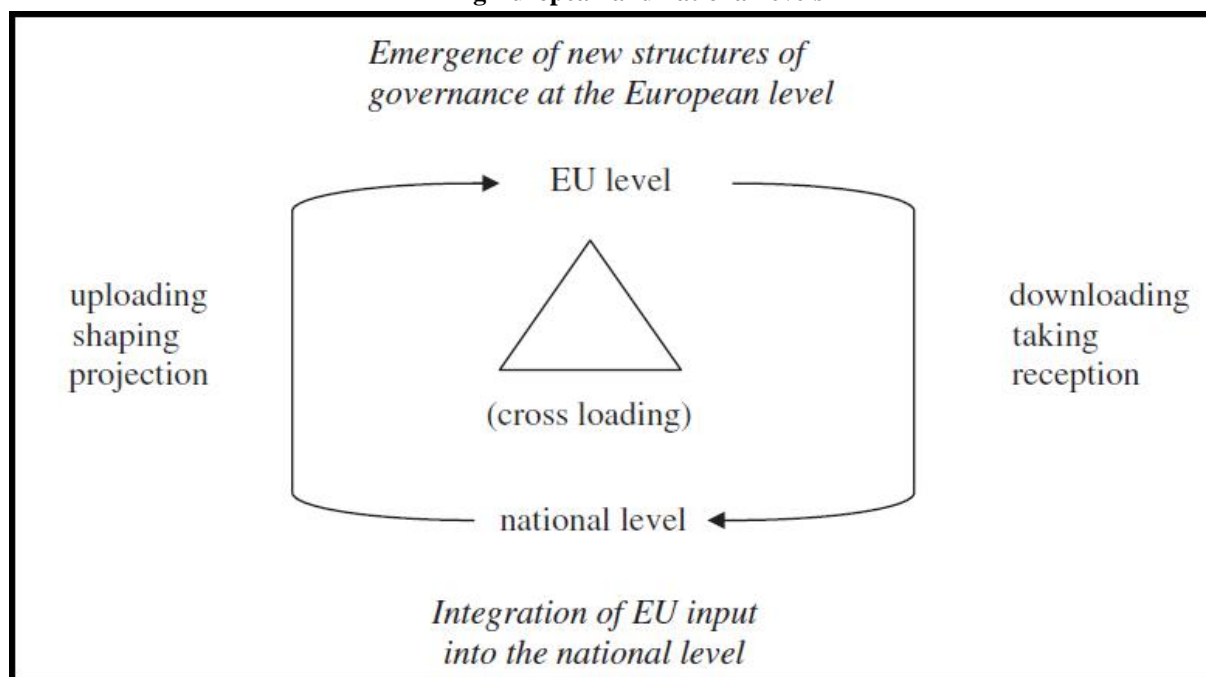 Emergence of new structures of
governance at the European level
EU level
uploading
shaping
projection
downloading
taking
reception
(cross loading)
national level
Integration of EU input
into the national level